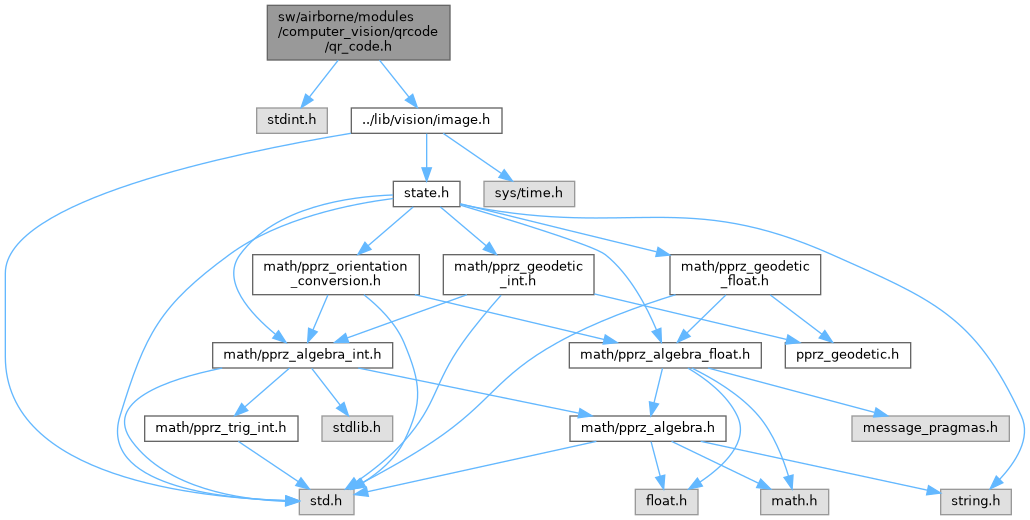 sw/airborne/modules
/computer_vision/qrcode
/qr_code.h
stdint.h
../lib/vision/image.h
state.h
sys/time.h
math/pprz_orientation
_conversion.h
math/pprz_geodetic
_int.h
math/pprz_geodetic
_float.h
math/pprz_algebra_int.h
math/pprz_algebra_float.h
pprz_geodetic.h
math/pprz_trig_int.h
stdlib.h
math/pprz_algebra.h
message_pragmas.h
std.h
float.h
math.h
string.h